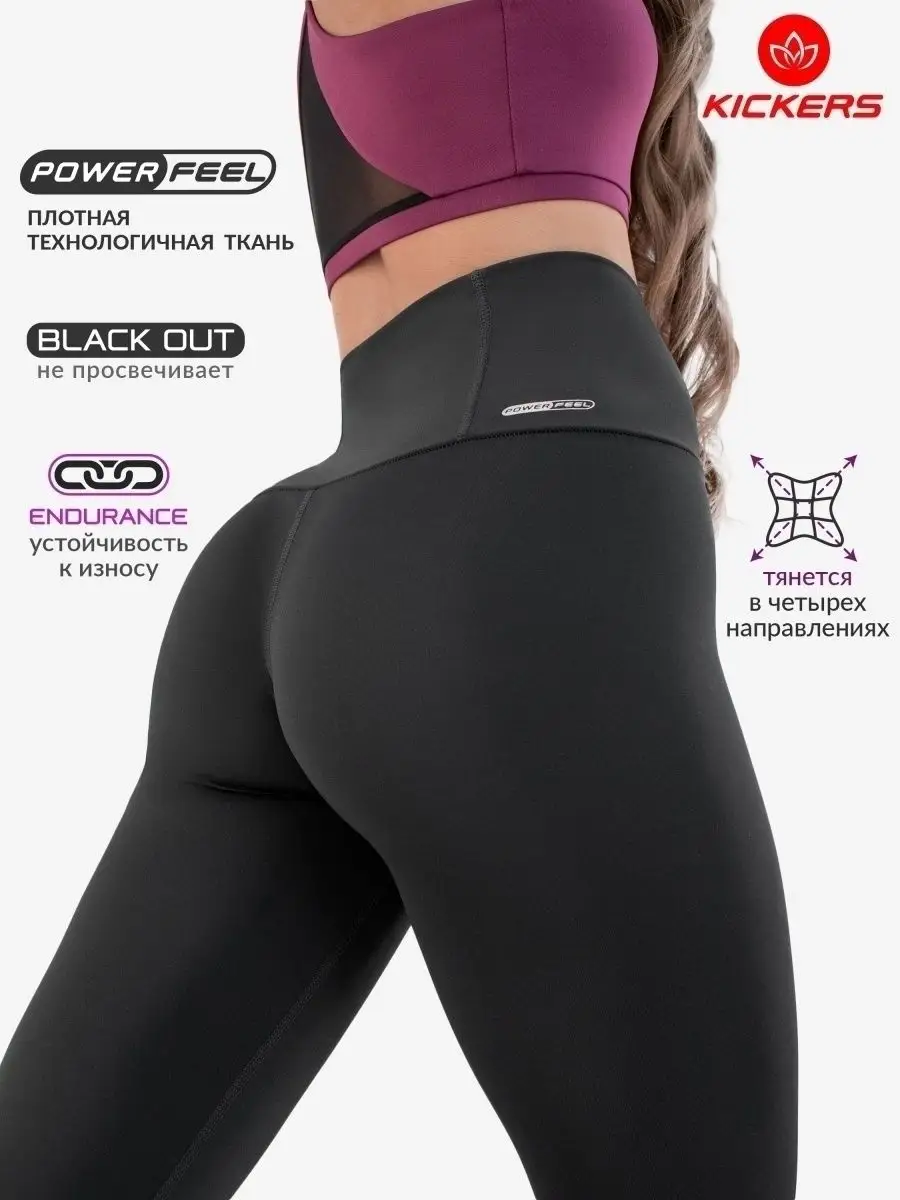 KICKERS
POWER FEEL
ПЛОТНАЯ
ТЕХНОЛОГИЧНАЯ ТКАНЬ
BLACK OUT
не просвечивает
POWER FEEL
ENDURANCE
устойчивость
к износу
тянется
в четырех
направлениях